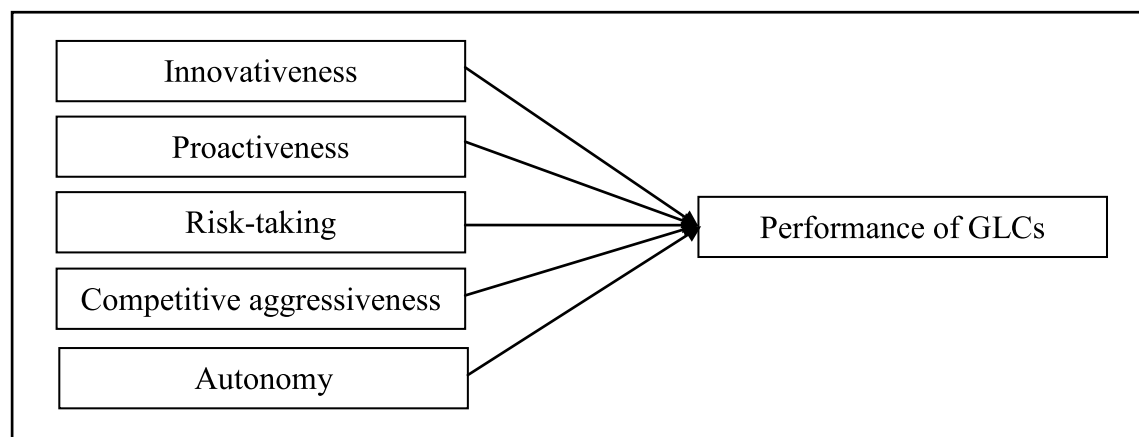 Innovativeness
Proactiveness
Risk-taking
Performance of GLCs
Competitive aggressiveness
Autonomy